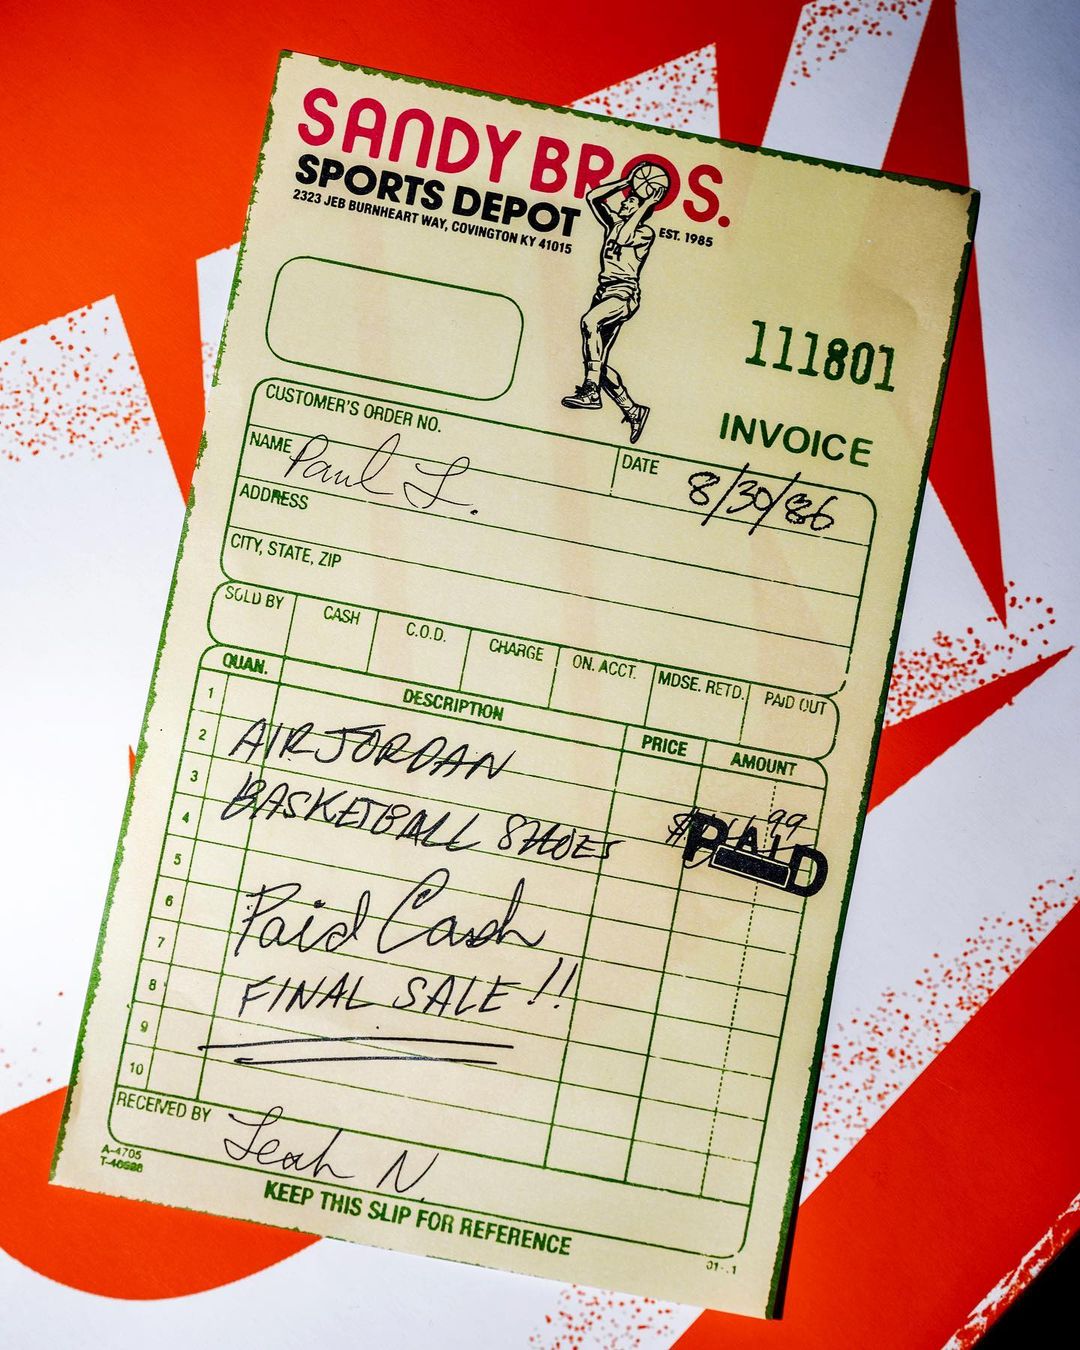 SANDY BROS.
SPORTS DEPOT
2323 JEB BURNHEART WAY, COVINGTON KY 41015
EST. 1985
24
111801
INVOICE
CUSTOMER'S ORDER NO.
NAME Paul L. DATE 8/30/86
ADDRESS
CITY, STATE, ZIP
SOLD BY CASH C.O.D. CHARGE ON. ACCT. MDSE. RETD. PAID OUT
QUAN. DESCRIPTION PRICE AMOUNT
1
2 AIR JORDAN
3 BASKETBALL SHOES $ 99
4 PAID
5
6 Paid Cash
7
8 FINAL SALE!!
9
10
RECEIVED BY Leah N.
A-4705
KEEP THIS SLIP FOR REFERENCE